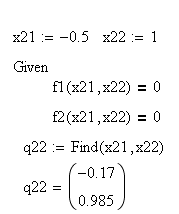 x21 := -0.5 x22 := 1
Given
f1(x21,x22) = 0
f2(x21,x22) = 0
q22 := Find(x21,x22)
q22 = (-0.17
0.985)